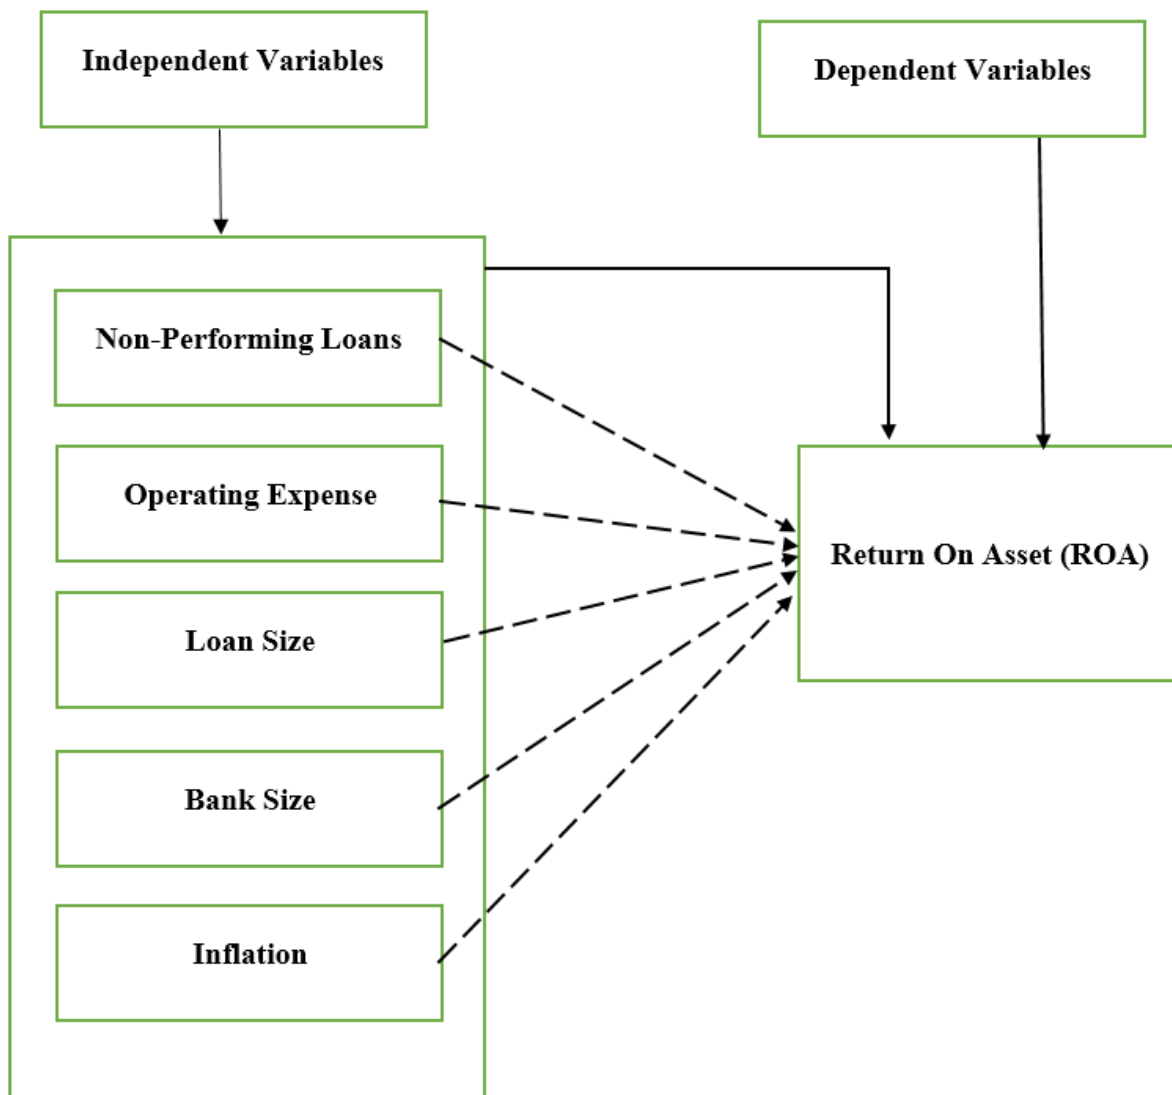 Independent Variables
Dependent Variables
Non-Performing Loans
Operating Expense
Return On Asset (ROA)
Loan Size
Bank Size
Inflation